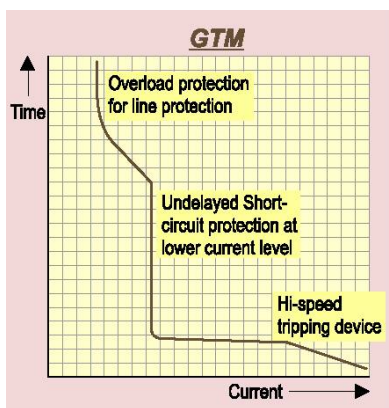 GTM
Overload protection
for line protection
Time
Undelayed Short-
circuit protection at
lower current level
Hi-speed
tripping device
Current